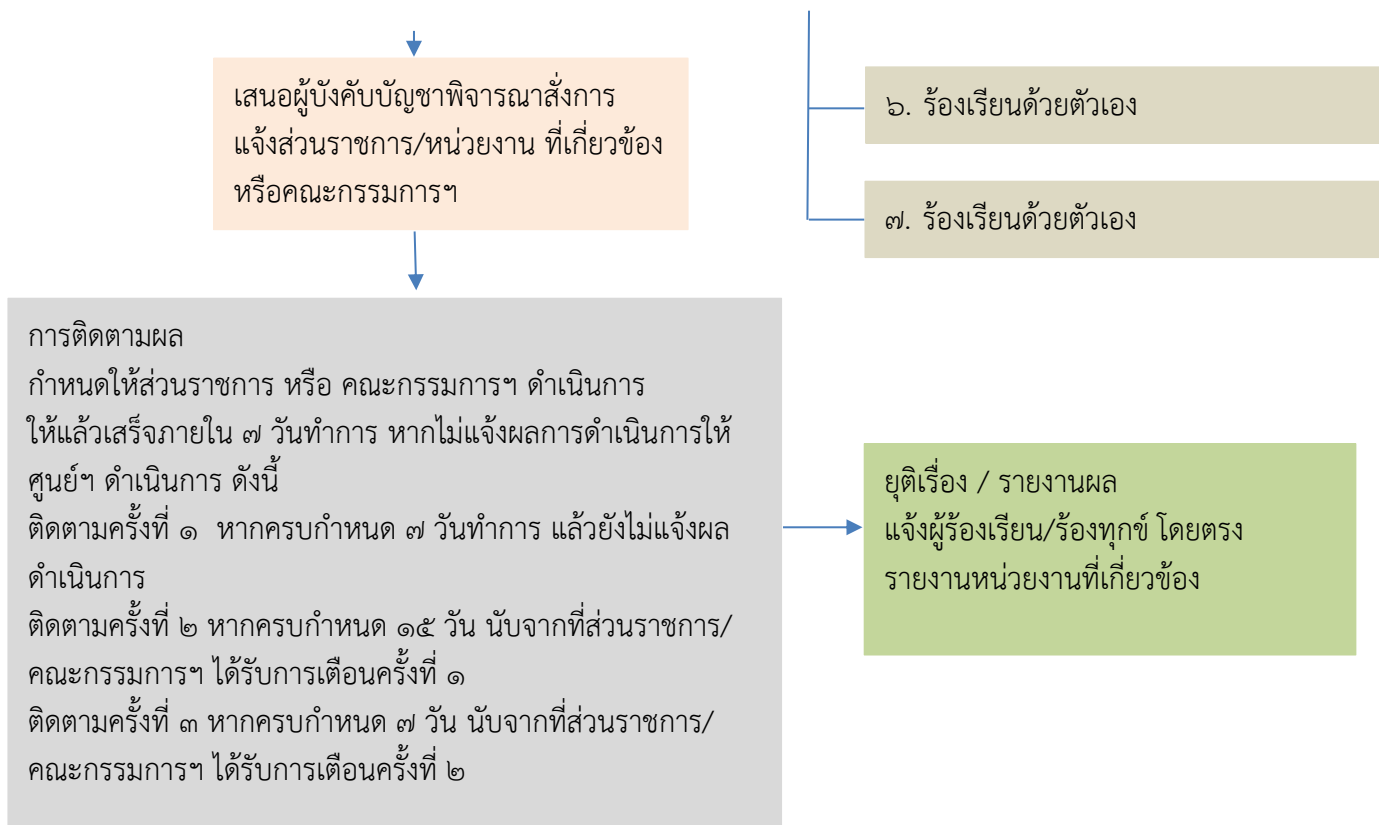 เสนอผู้บังคับบัญชาพิจารณาสั่งการ
แจ้งส่วนราชการ/หน่วยงาน ที่เกี่ยวข้อง
หรือคณะกรรมการฯ
๖. ร้องเรียนด้วยตัวเอง
๗. ร้องเรียนด้วยตัวเอง
การติดตามผล
กำหนดให้ส่วนราชการ หรือ คณะกรรมการฯ ดำเนินการ
ให้แล้วเสร็จภายใน ๗ วันทำการ หากไม่แจ้งผลการดำเนินการให้
ศูนย์ฯ ดำเนินการ ดังนี้
ติดตามครั้งที่ ๑ หากครบกำหนด ๗ วันทำการ แล้วยังไม่แจ้งผล
ดำเนินการ
ติดตามครั้งที่ ๒ หากครบกำหนด ๑๕ วัน นับจากที่ส่วนราชการ/
คณะกรรมการฯ ได้รับการเตือนครั้งที่ ๑
ติดตามครั้งที่ ๓ หากครบกำหนด ๗ วัน นับจากที่ส่วนราชการ/
คณะกรรมการฯ ได้รับการเตือนครั้งที่ ๒
ยุติเรื่อง / รายงานผล
แจ้งผู้ร้องเรียน/ร้องทุกข์ โดยตรง
รายงานหน่วยงานที่เกี่ยวข้อง